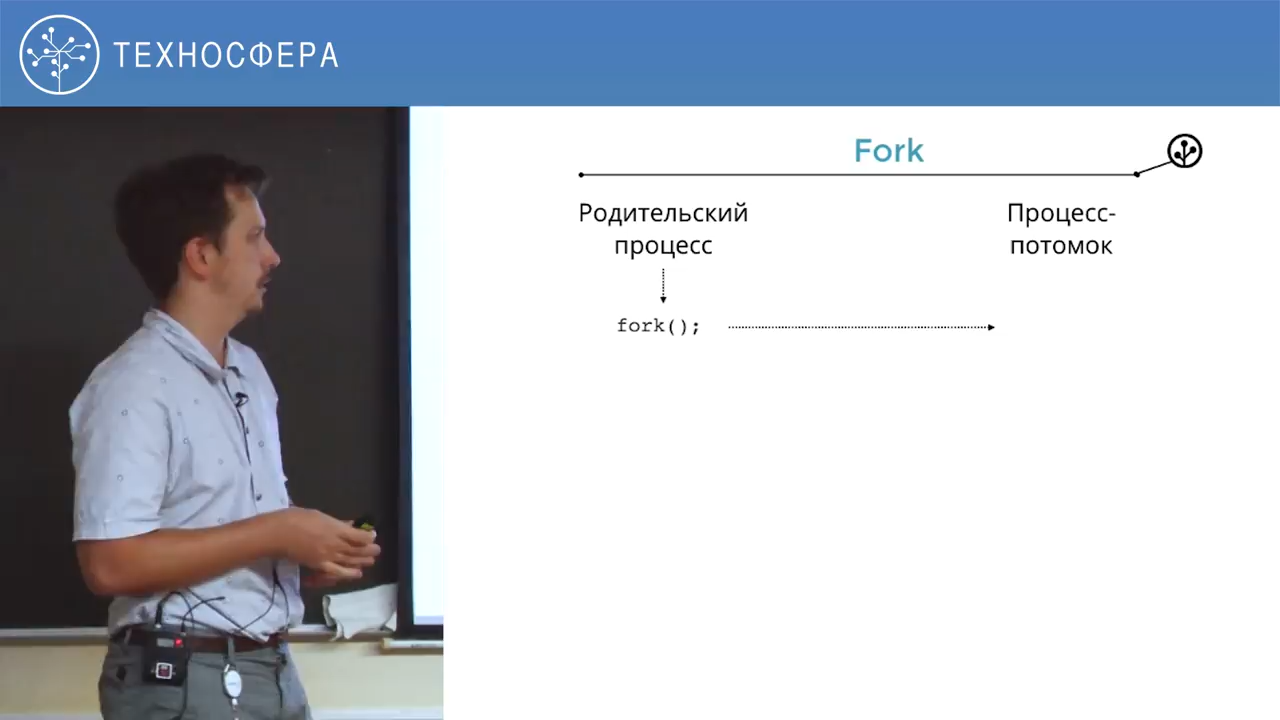 ТЕХНОСФЕРА
Fork
Родительский
процесс
Процесс-
потомок
fork();